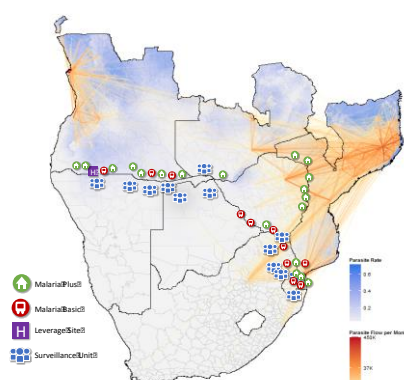 Malaria Plus
Malaria Basic
H
Leverage Site
Surveillance Unit
Parasite Rate
0.6
0.4
0.2
Parasite Flow per Mon
452K
37K